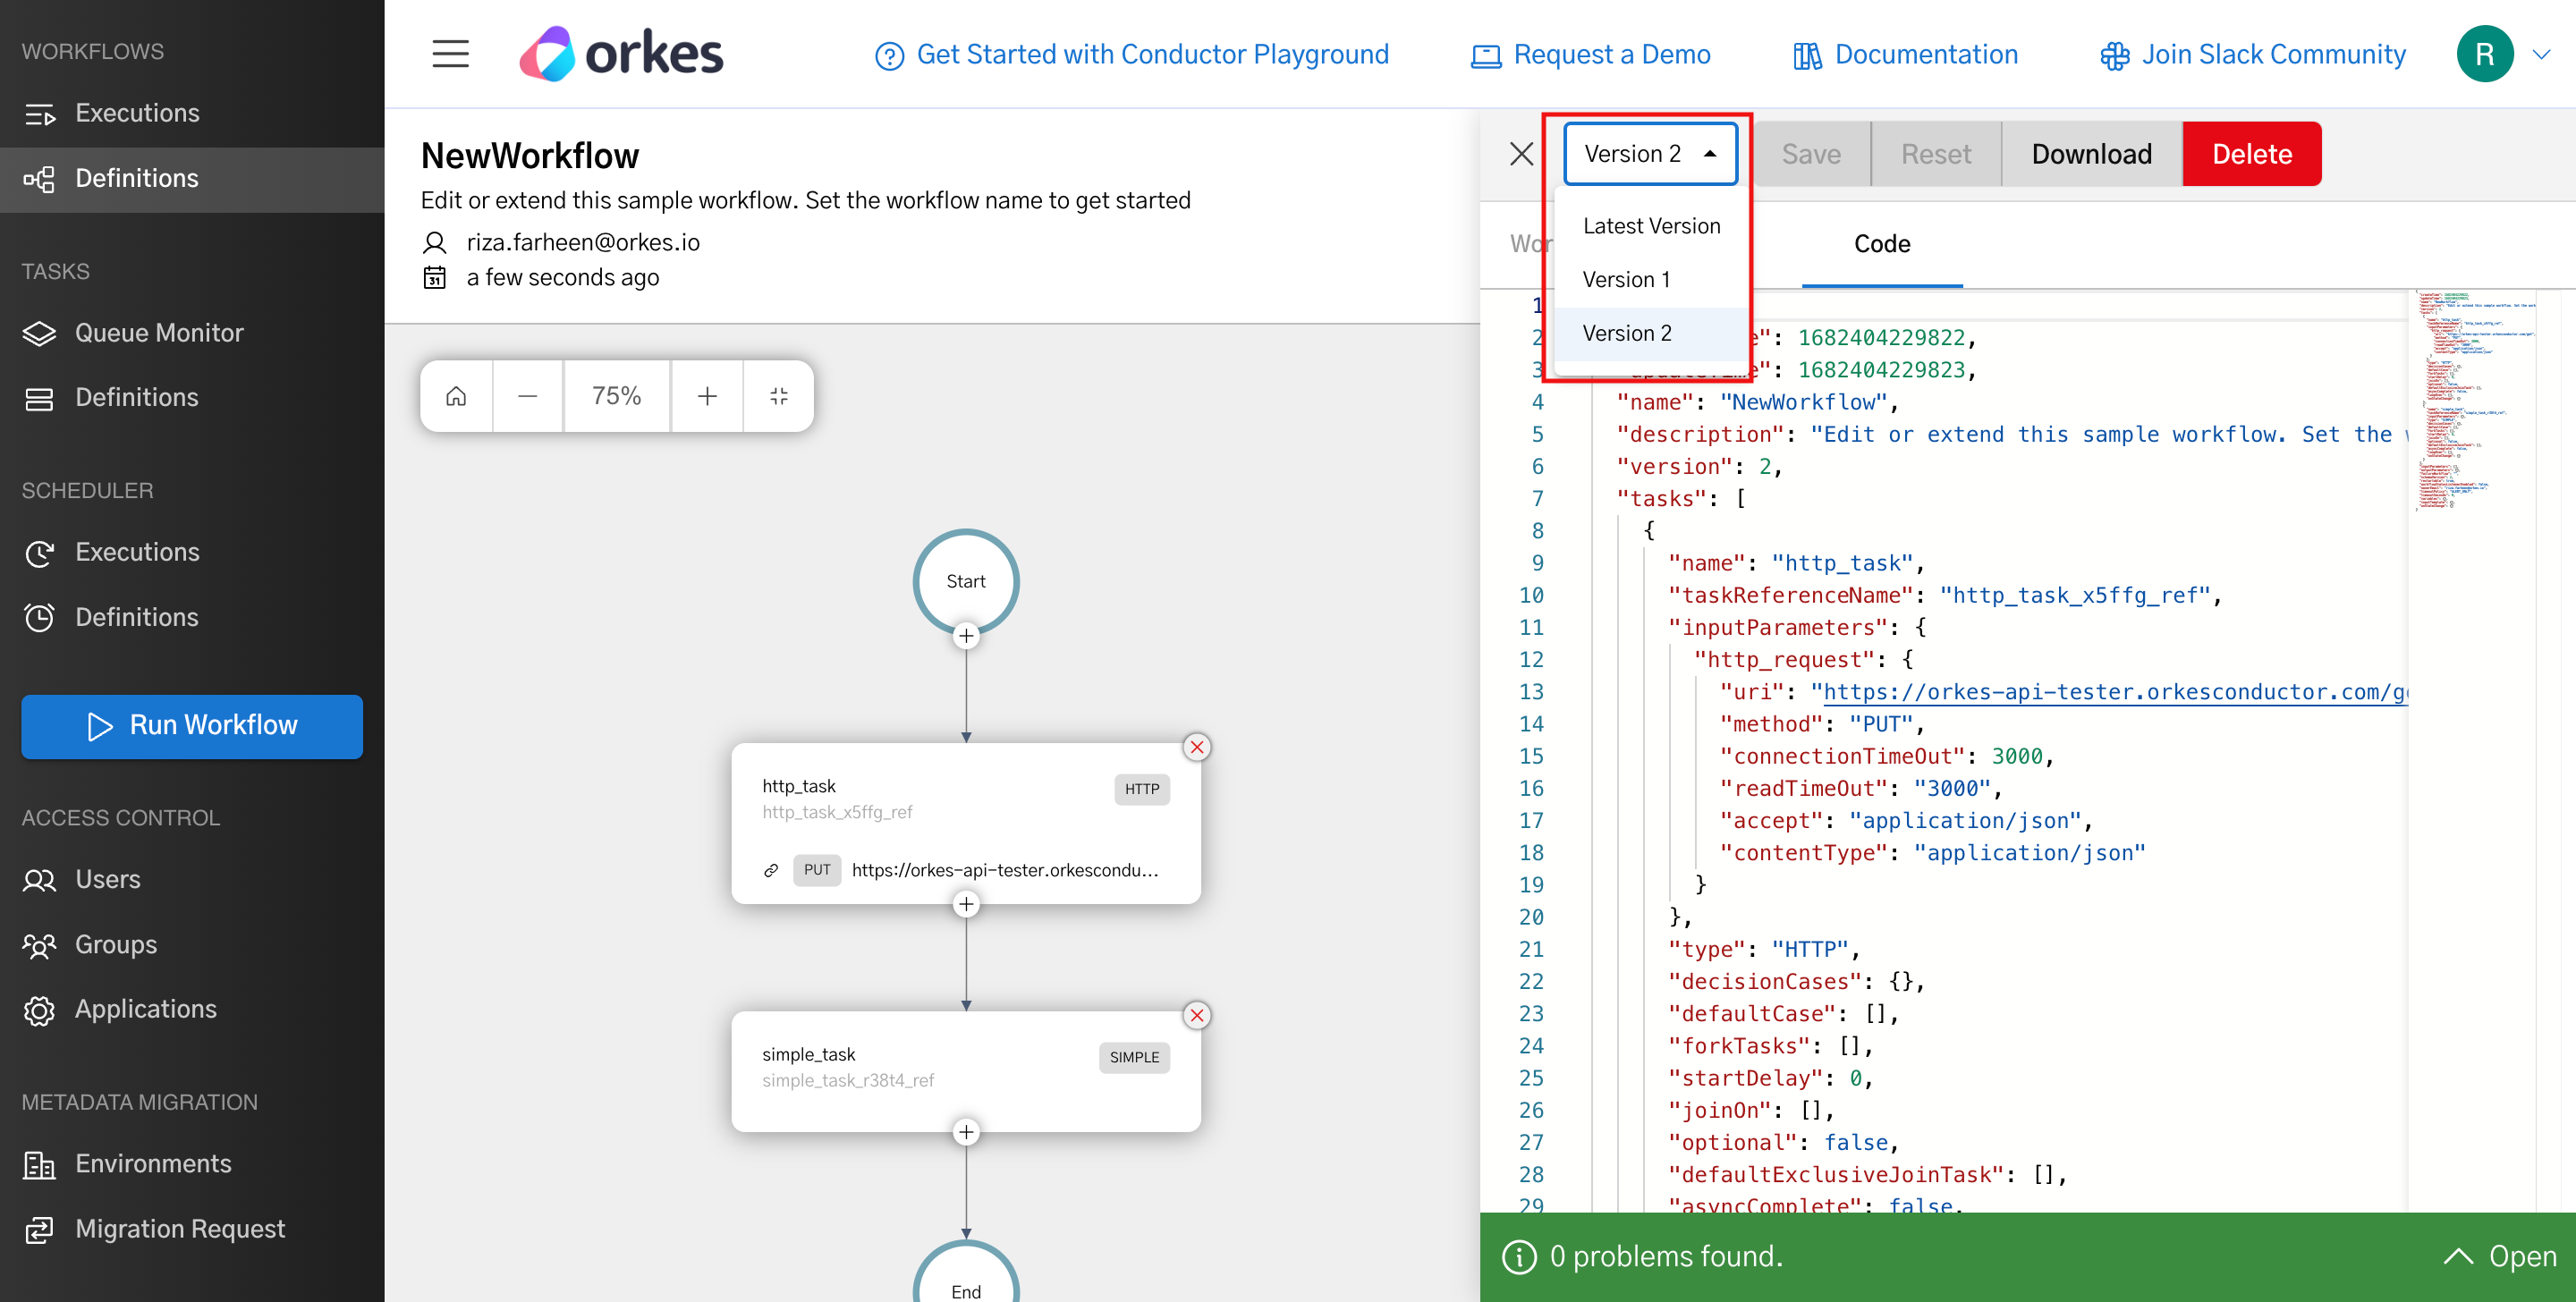 WORKFLOWS
Executions
Definitions
TASKS
Queue Monitor
Definitions
SCHEDULER
Executions
Definitions
Run Workflow
ACCESS CONTROL
Users
Groups
Applications
METADATA MIGRATION
Environments
Migration Request
orkes
Get Started with Conductor Playground
Request a Demo
Documentation
Join Slack Community
R
NewWorkflow
Edit or extend this sample workflow. Set the workflow name to get started
riza.farheen@orkes.io
31
a few seconds ago
75%
Start
http_task
HTTP
http_task_x5ffg_ref
PUT https://orkes-api-tester.orkescondu...
simple_task
SIMPLE
simple_task_r38t4_ref
End
Version 2
Save
Reset
Download
Delete
Latest Version
Version 1
Version 2
Code
1
2 e": 1682404229822,
3 e": 1682404229823,
4 "name": "NewWorkflow",
5 "description": "Edit or extend this sample workflow. Set the
6 "version": 2,
7 "tasks": [
8 {
9 "name": "http_task",
10 "taskReferenceName": "http_task_x5ffg_ref",
11 "inputParameters": {
12 "http_request": {
13 "uri": "https://orkes-api-tester.orkesconductor.com/g
14 "method": "PUT",
15 "connectionTimeOut": 3000,
16 "readTimeOut": "3000",
17 "accept": "application/json",
18 "contentType": "application/json"
19 }
20 },
21 "type": "HTTP",
22 "decisionCases": {},
23 "defaultCase": [],
24 "forkTasks": [],
25 "startDelay": 0,
26 "joinOn": [],
27 "optional": false,
28 "defaultExclusiveJoinTask": [],
29 "asyncComplete": false,
0 problems found.
Open